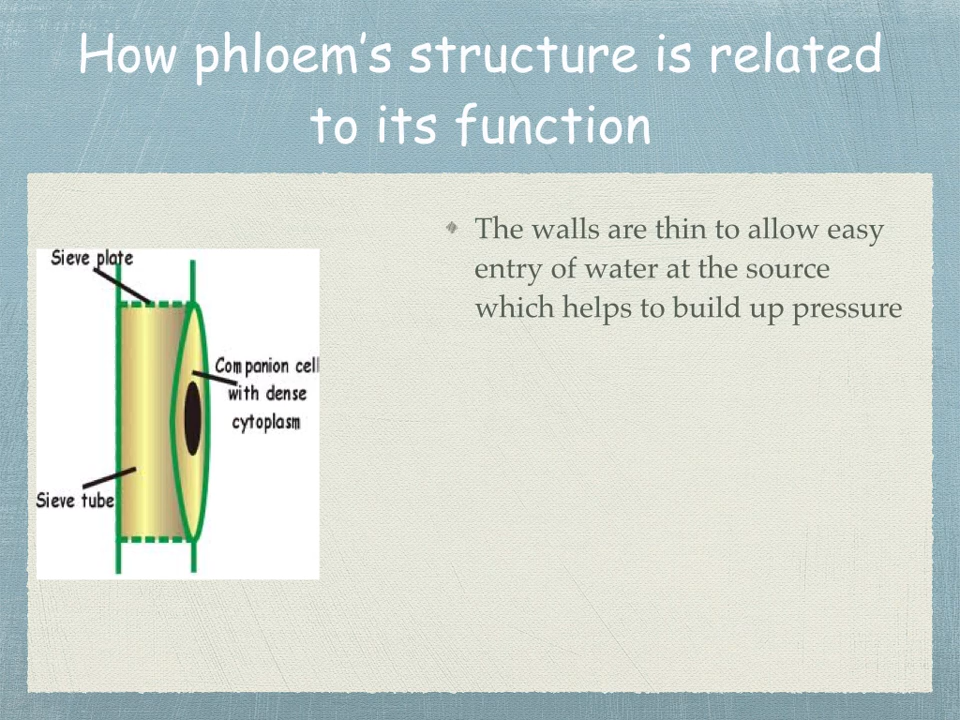 How phloem's structure is related
to its function
The walls are thin to allow easy
entry of water at the source
which helps to build up pressure
Sieve plate
Companion cell
with dense
cytoplasm
Sieve tube